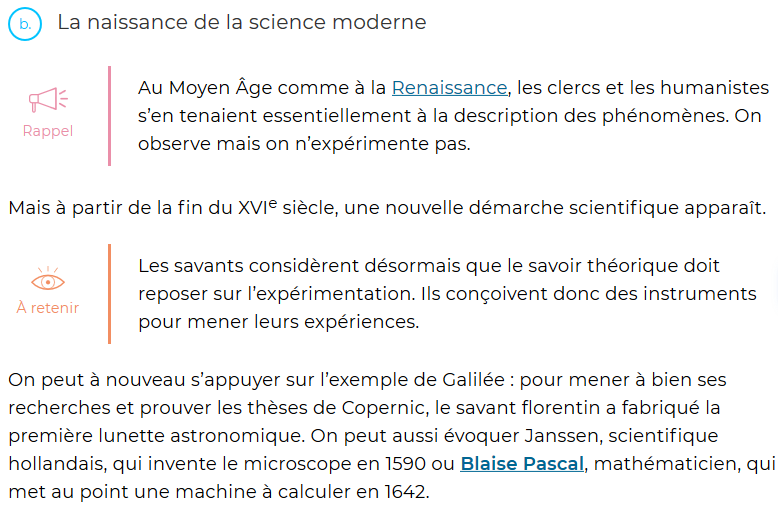 b. La naissance de la science moderne
Au Moyen Âge comme à la Renaissance, les clercs et les humanistes
s'en tenaient essentiellement à la description des phénomènes. On
observe mais on n'expérimente pas.
Rappel
Mais à partir de la fin du XVIe siècle, une nouvelle démarche scientifique apparaît.
Les savants considèrent désormais que le savoir théorique doit
reposer sur l'expérimentation. Ils conçoivent donc des instruments
pour mener leurs expériences.
À retenir
On peut à nouveau s'appuyer sur l'exemple de Galilée : pour mener à bien ses
recherches et prouver les thèses de Copernic, le savant florentin a fabriqué la
première lunette astronomique. On peut aussi évoquer Janssen, scientifique
hollandais, qui invente le microscope en 1590 ou Blaise Pascal, mathématicien, qui
met au point une machine à calculer en 1642.